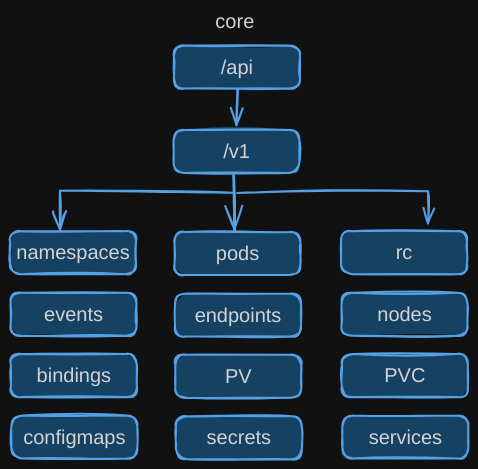 core
/api
/v1
namespaces pods rc
events endpoints nodes
bindings PV PVC
configmaps secrets services